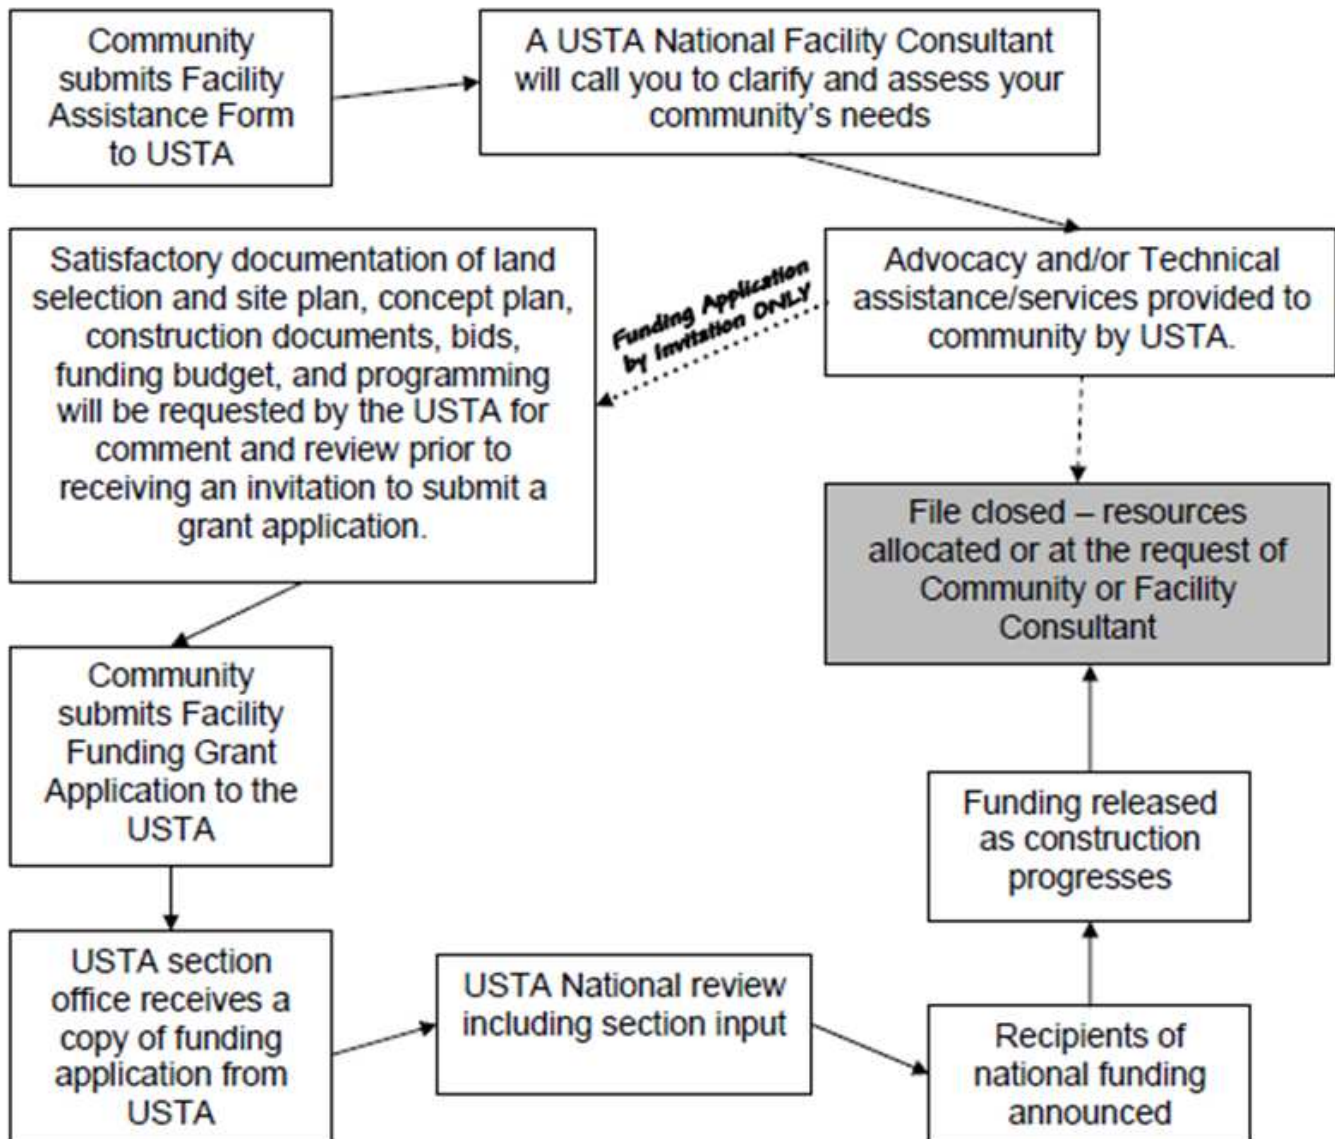 Community
submits Facility
Assistance Form
to USTA
A USTA National Facility Consultant
will call you to clarify and assess your
community's needs
Advocacy and/or Technical
assistance/services provided to
community by USTA.
Funding Application
by Invitation ONLY
Satisfactory documentation of land
selection and site plan, concept plan,
construction documents, bids,
funding budget, and programming
will be requested by the USTA for
comment and review prior to
receiving an invitation to submit a
grant application.
File closed – resources
allocated or at the request of
Community or Facility
Consultant
Community
submits Facility
Funding Grant
Application to the
USTA
USTA section
office receives a
copy of funding
application from
USTA
USTA National review
including section input
Recipients of
national funding
announced
Funding released
as construction
progresses